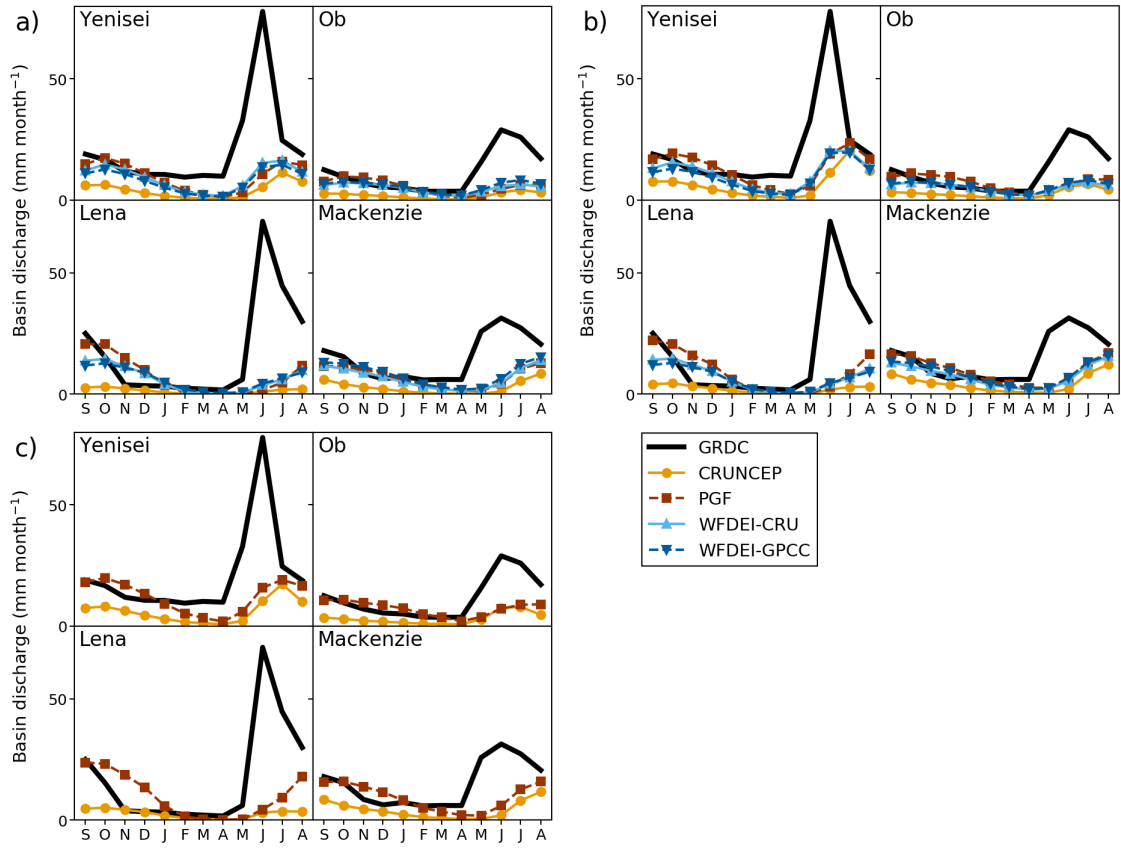 a)
Yenisei
Ob
50
0
Lena
Mackenzie
50
0
Basin discharge (mm month⁻¹)
S O N D J F M A M J J A
S O N D J F M A M J J A
b)
Yenisei
Ob
50
0
Lena
Mackenzie
50
0
Basin discharge (mm month⁻¹)
S O N D J F M A M J J A
S O N D J F M A M J J A
c)
Yenisei
Ob
50
0
Lena
Mackenzie
50
0
Basin discharge (mm month⁻¹)
S O N D J F M A M J J A
S O N D J F M A M J J A
GRDC
CRUNCEP
PGF
WFDEI-CRU
WFDEI-GPCC